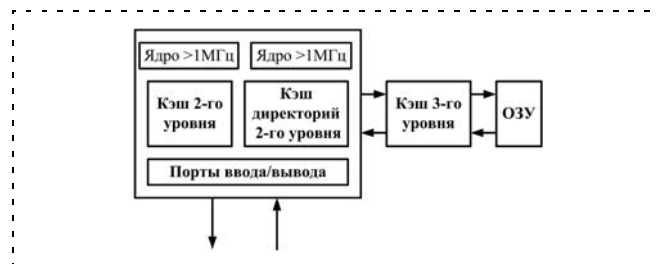 Ядро >1МГц
Ядро >1МГц
Кэш 2-го
уровня
Кэш
директорий
2-го уровня
Кэш 3-го
уровня
ОЗУ
Порты ввода/вывода